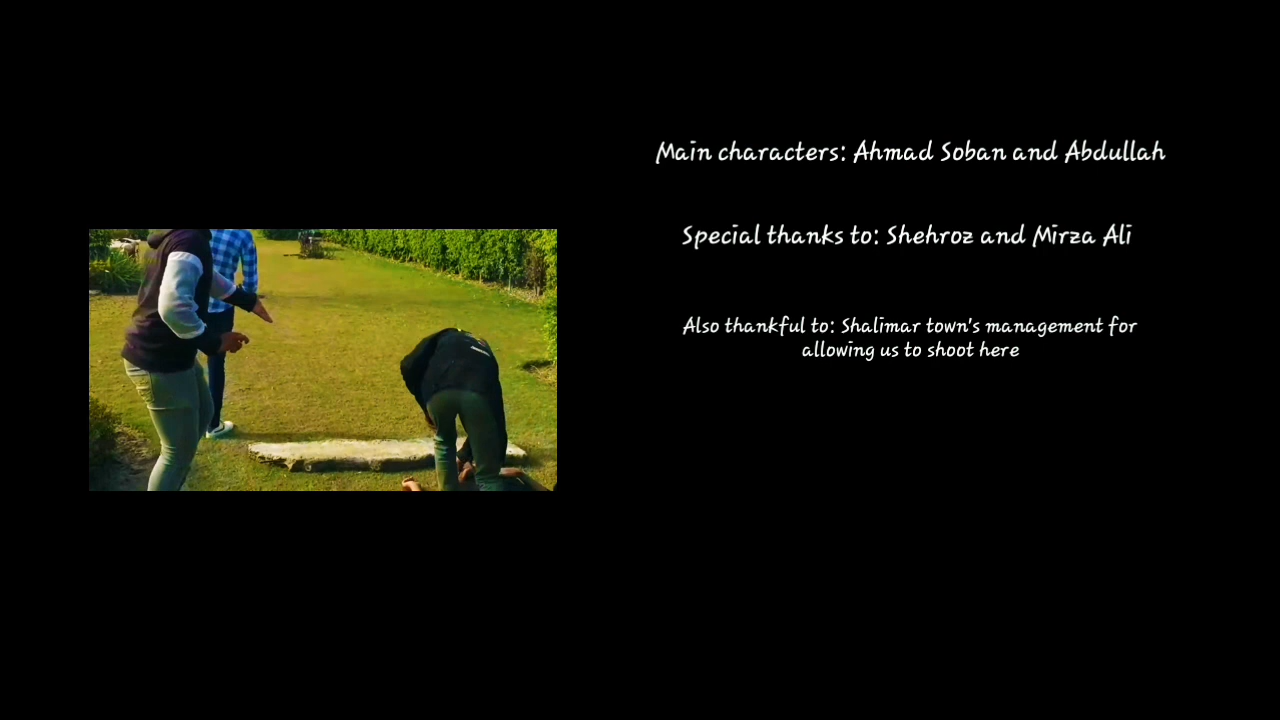 Main characters: Ahmad Soban and Abdullah
Special thanks to: Shehroz and Mirza Ali
Also thankful to: Shalimar town's management for
allowing us to shoot here